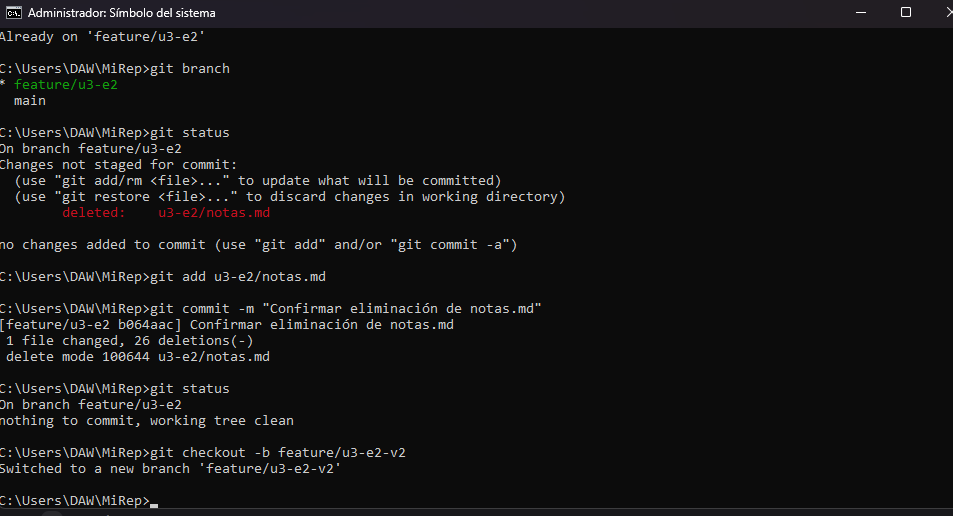 Administrador: Símbolo del sistema
Already on 'feature/u3-e2'
C:\Users\DAW\MiRep>git branch
* feature/u3-e2
  main
C:\Users\DAW\MiRep>git status
On branch feature/u3-e2
Changes not staged for commit:
  (use "git add/rm <file>..." to update what will be committed)
  (use "git restore <file>..." to discard changes in working directory)
        deleted:    u3-e2/notas.md
no changes added to commit (use "git add" and/or "git commit -a")
C:\Users\DAW\MiRep>git add u3-e2/notas.md
C:\Users\DAW\MiRep>git commit -m "Confirmar eliminación de notas.md"
[feature/u3-e2 b064aac] Confirmar eliminación de notas.md
 1 file changed, 26 deletions(-)
 delete mode 100644 u3-e2/notas.md
C:\Users\DAW\MiRep>git status
On branch feature/u3-e2
nothing to commit, working tree clean
C:\Users\DAW\MiRep>git checkout -b feature/u3-e2-v2
Switched to a new branch 'feature/u3-e2-v2'
C:\Users\DAW\MiRep>